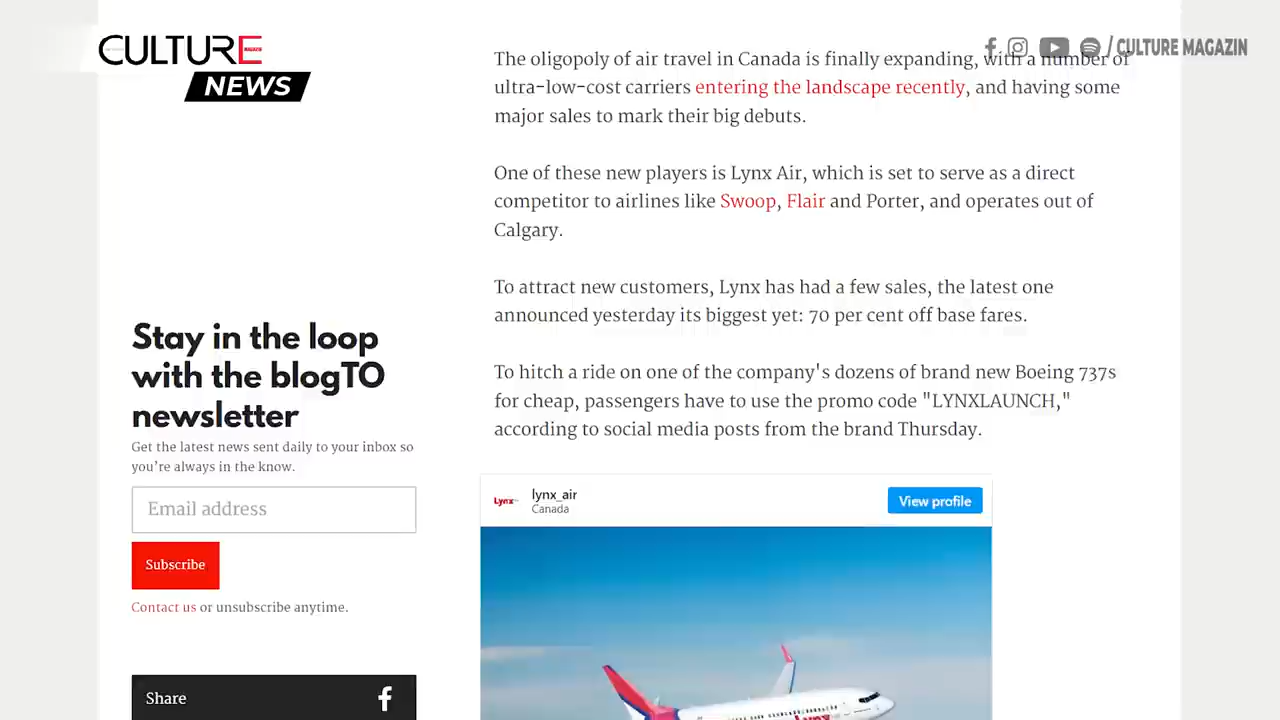 CULTURE
NEWS
/ CULTURE MAGAZIN
The oligopoly of air travel in Canada is finally expanding, with a number of
ultra-low-cost carriers entering the landscape recently, and having some
major sales to mark their big debuts.
One of these new players is Lynx Air, which is set to serve as a direct
competitor to airlines like Swoop, Flair and Porter, and operates out of
Calgary.
To attract new customers, Lynx has had a few sales, the latest one
announced yesterday its biggest yet: 70 per cent off base fares.
To hitch a ride on one of the company's dozens of brand new Boeing 737s
for cheap, passengers have to use the promo code "LYNXLAUNCH,"
according to social media posts from the brand Thursday.
Stay in the loop
with the blogTO
newsletter
Get the latest news sent daily to your inbox so
you're always in the know.
Email address
Subscribe
Contact us or unsubscribe anytime.
Share
Lynx
lynx_air
Canada
View profile
Lynx